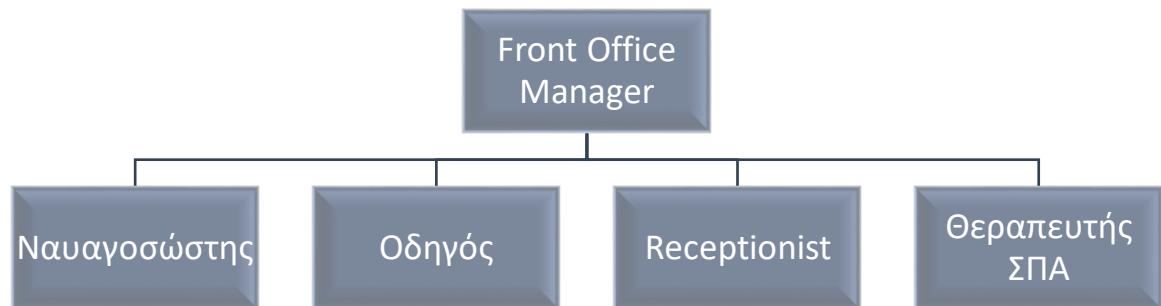 Front Office
Manager
Ναυαγοσώστης
Οδηγός
Receptionist
Θεραπευτής
ΣΠΑ